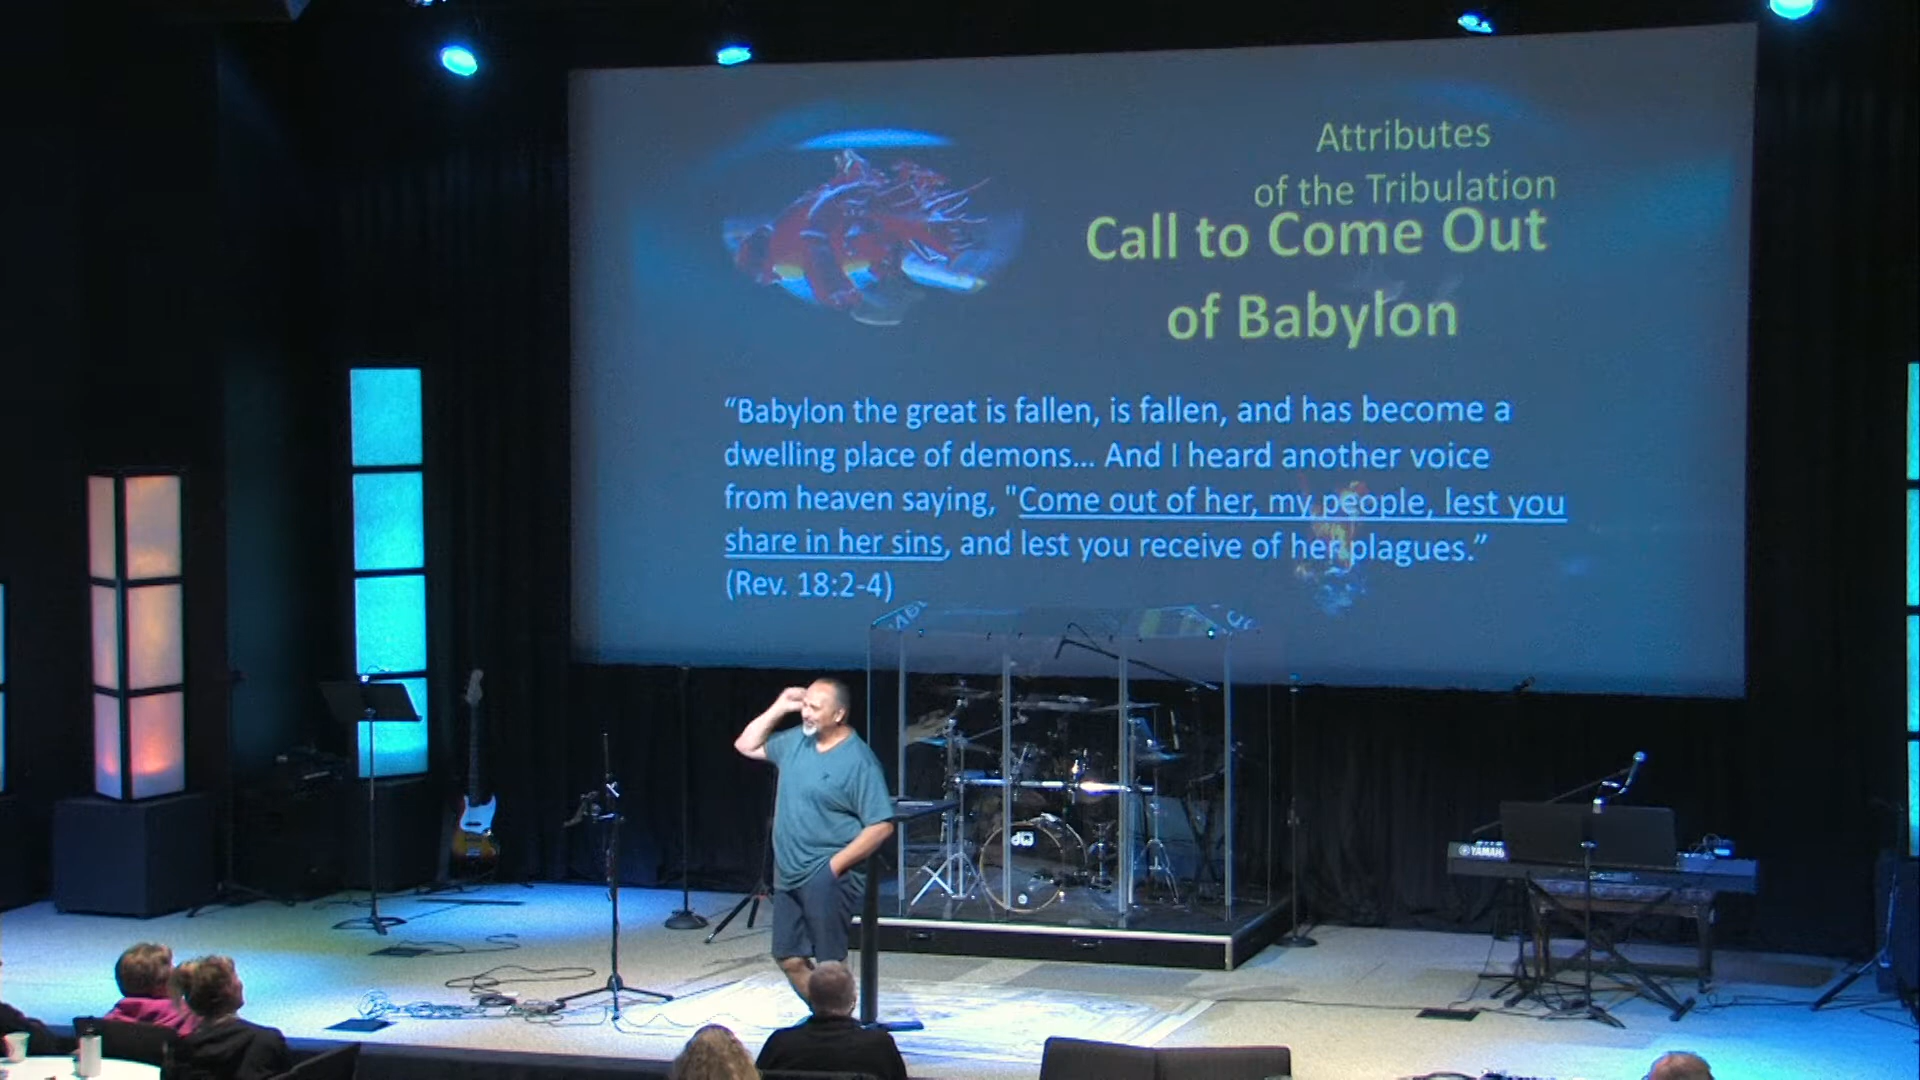 Attributes
of the Tribulation
Call to Come Out
of Babylon
“Babylon the great is fallen, is fallen, and has become a
dwelling place of demons... And I heard another voice
from heaven saying, "Come out of her, my people, lest you
share in her sins, and lest you receive of her plagues.”
(Rev. 18:2-4)
dw
YAMAHA